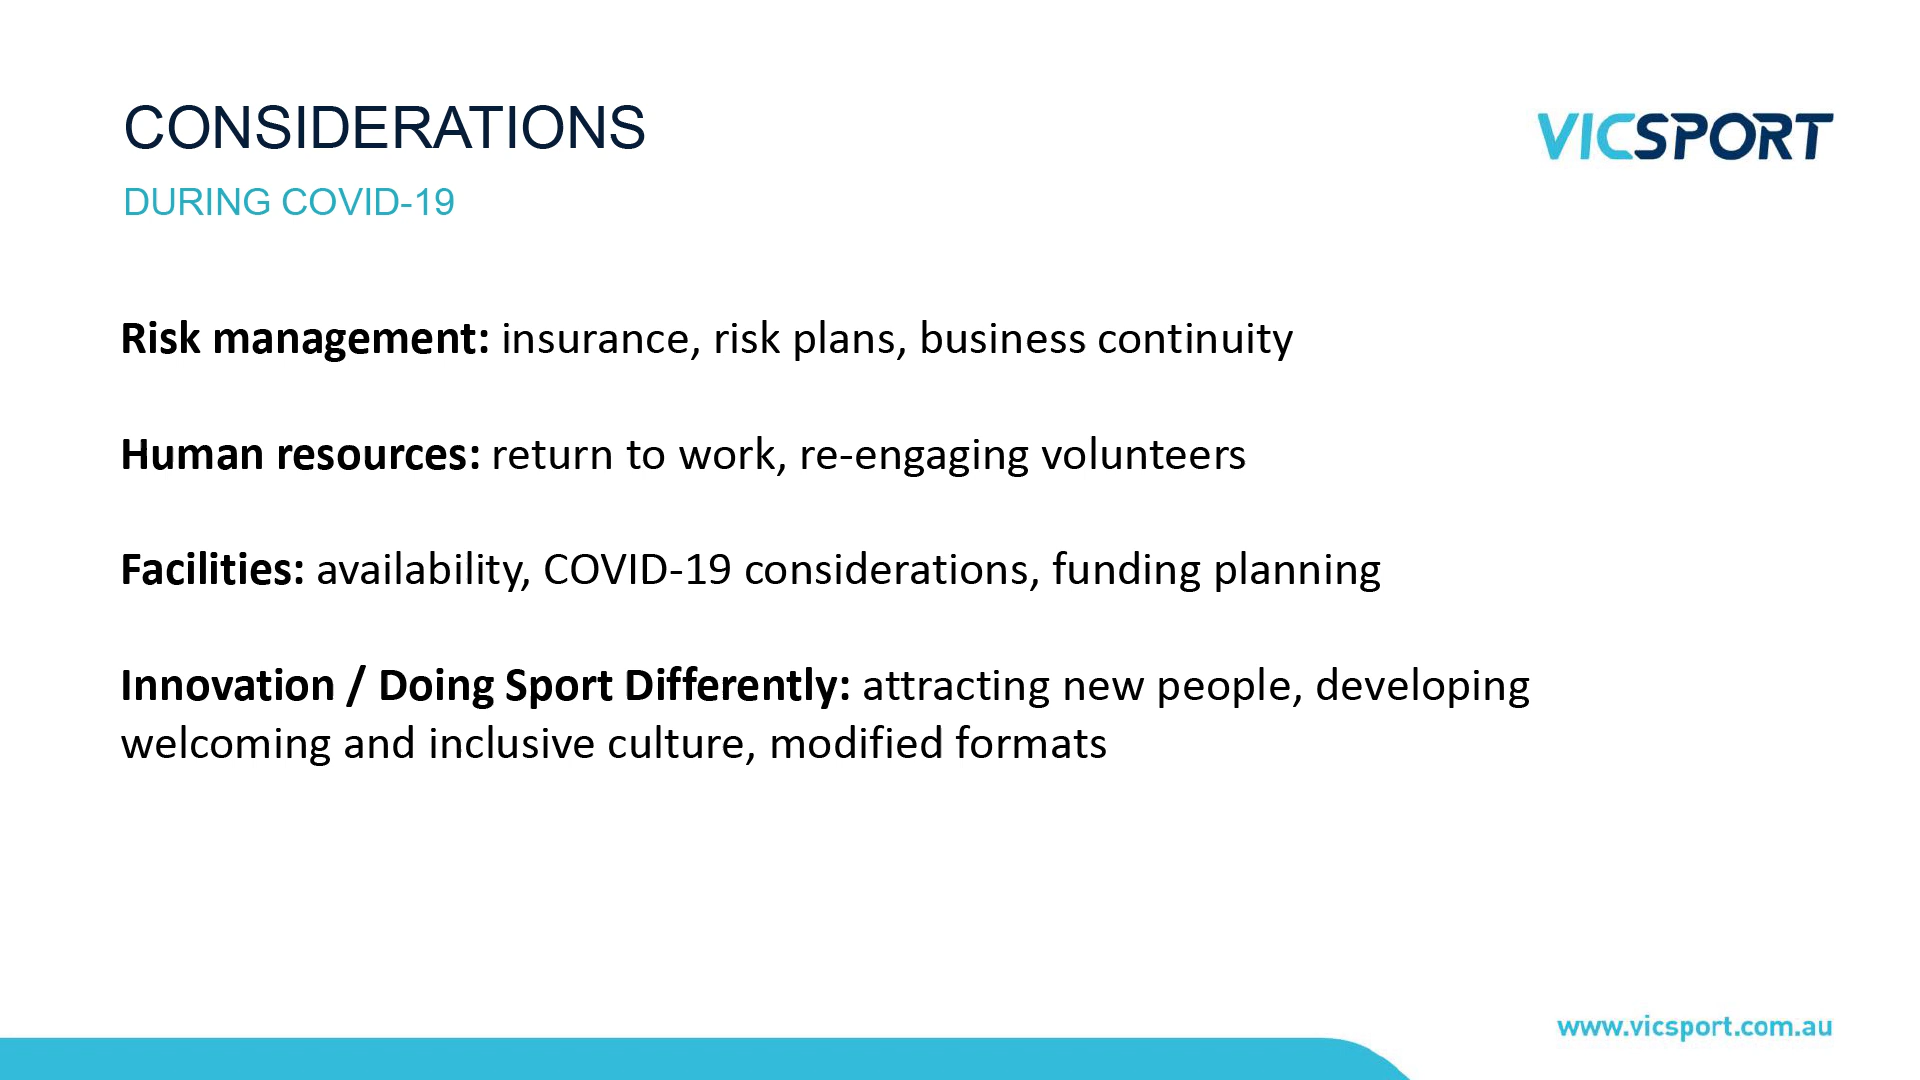 CONSIDERATIONS
VICSPORT
DURING COVID-19
Risk management: insurance, risk plans, business continuity
Human resources: return to work, re-engaging volunteers
Facilities: availability, COVID-19 considerations, funding planning
Innovation / Doing Sport Differently: attracting new people, developing
welcoming and inclusive culture, modified formats
www.vicsport.com.au